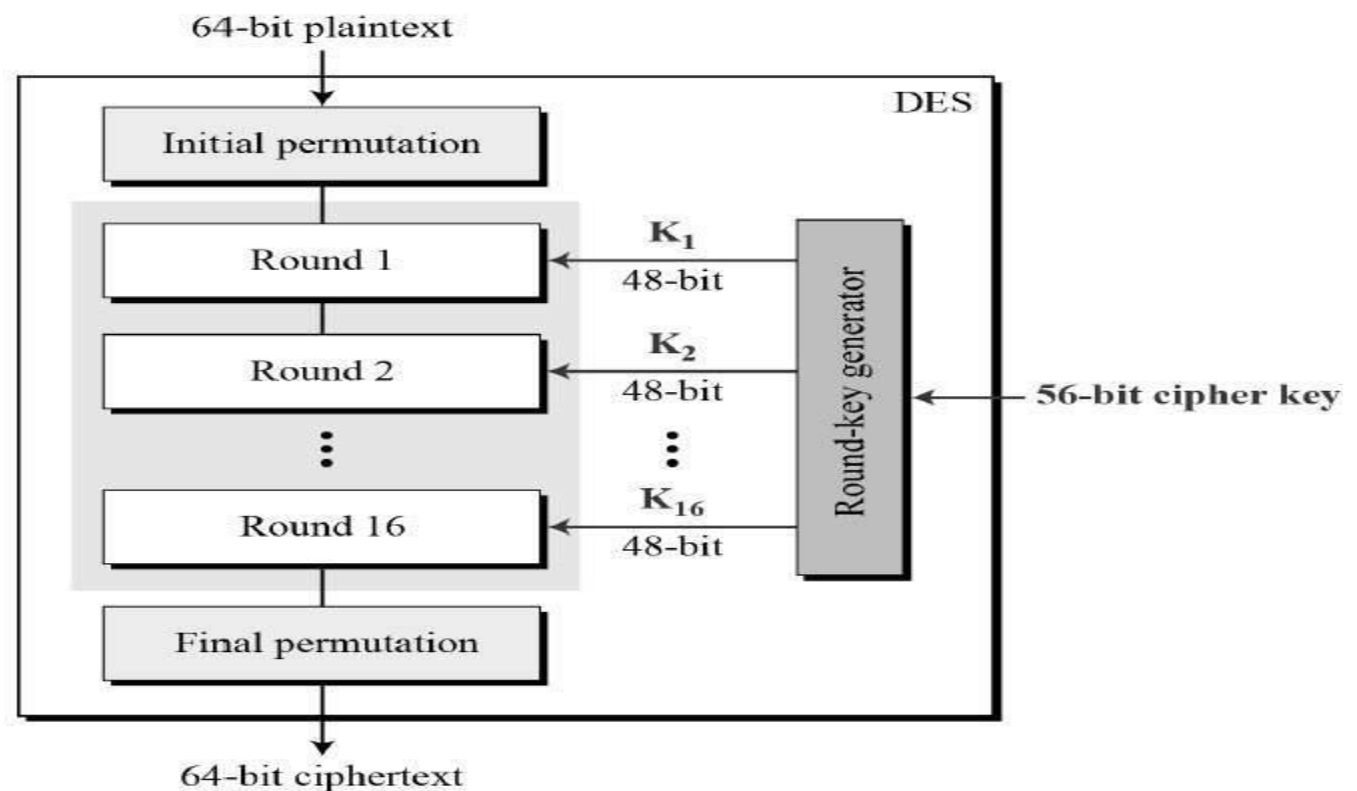 64-bit plaintext
DES
Initial permutation
Round 1
K₁
48-bit
Round 2
K₂
48-bit
Round-key generator
56-bit cipher key
Round 16
K₁₆
48-bit
Final permutation
64-bit ciphertext